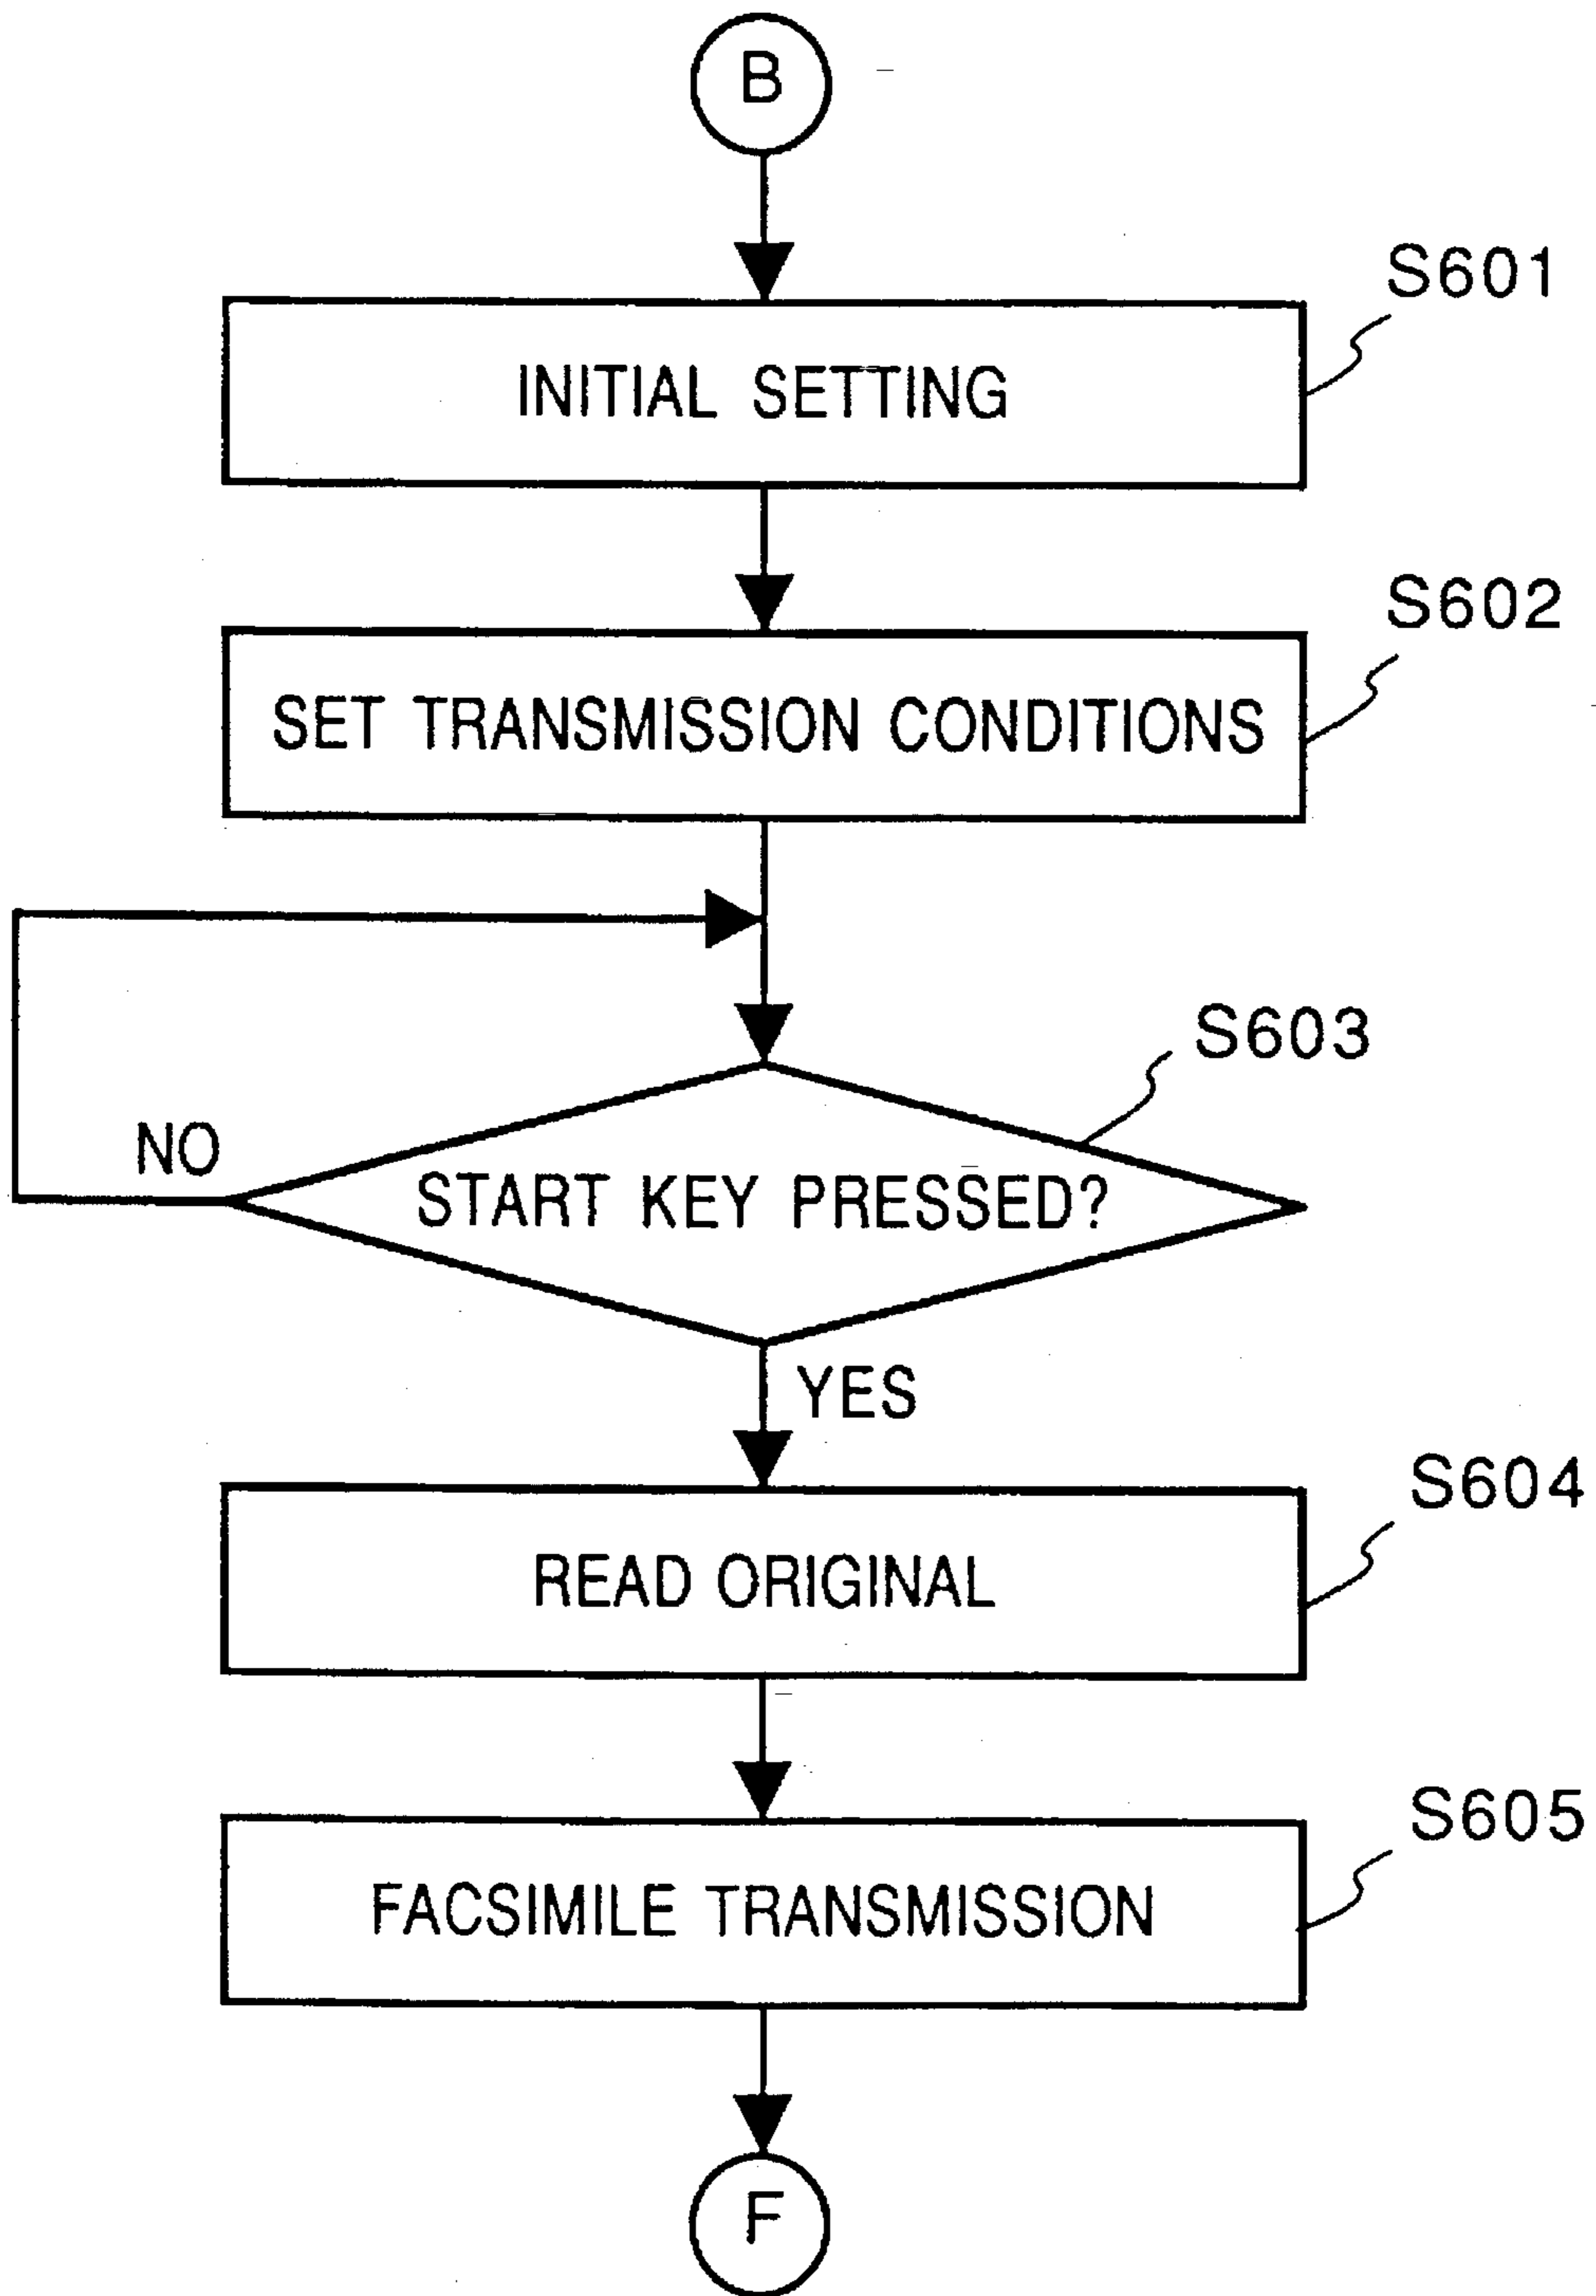 B
S601
INITIAL SETTING
S602
SET TRANSMISSION CONDITIONS
S603
NO
START KEY PRESSED?
YES
S604
READ ORIGINAL
S605
FACSIMILE TRANSMISSION
F